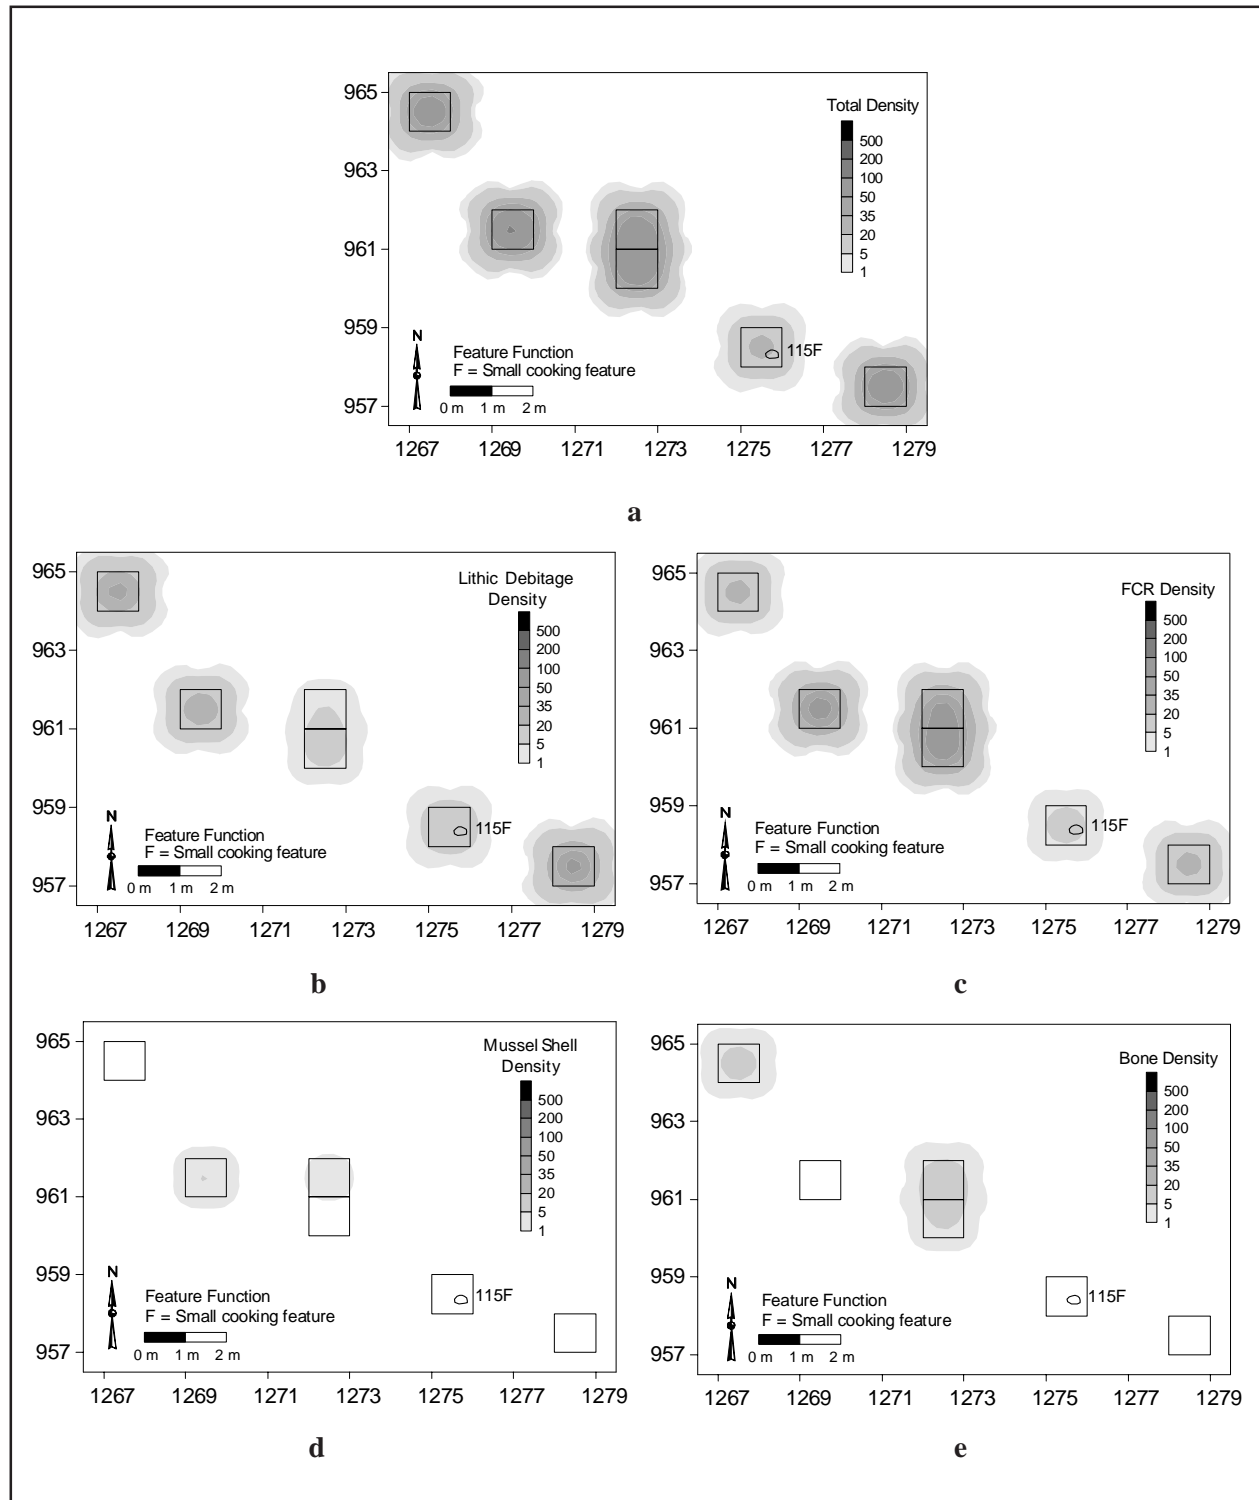 Total Density
965
963
961
959
957
500
200
100
50
35
20
5
1
N
Feature Function
F = Small cooking feature
0 m 1 m 2 m
115F
1267 1269 1271 1273 1275 1277 1279
a
Lithic Debitage
Density
965
963
961
959
957
500
200
100
50
35
20
5
1
N
Feature Function
F = Small cooking feature
0 m 1 m 2 m
115F
1267 1269 1271 1273 1275 1277 1279
b
FCR Density
965
963
961
959
957
500
200
100
50
35
20
5
1
N
Feature Function
F = Small cooking feature
0 m 1 m 2 m
115F
1267 1269 1271 1273 1275 1277 1279
c
Mussel Shell
Density
965
963
961
959
957
500
200
100
50
35
20
5
1
N
Feature Function
F = Small cooking feature
0 m 1 m 2 m
115F
1267 1269 1271 1273 1275 1277 1279
d
Bone Density
965
963
961
959
957
500
200
100
50
35
20
5
1
N
Feature Function
F = Small cooking feature
0 m 1 m 2 m
115F
1267 1269 1271 1273 1275 1277 1279
e